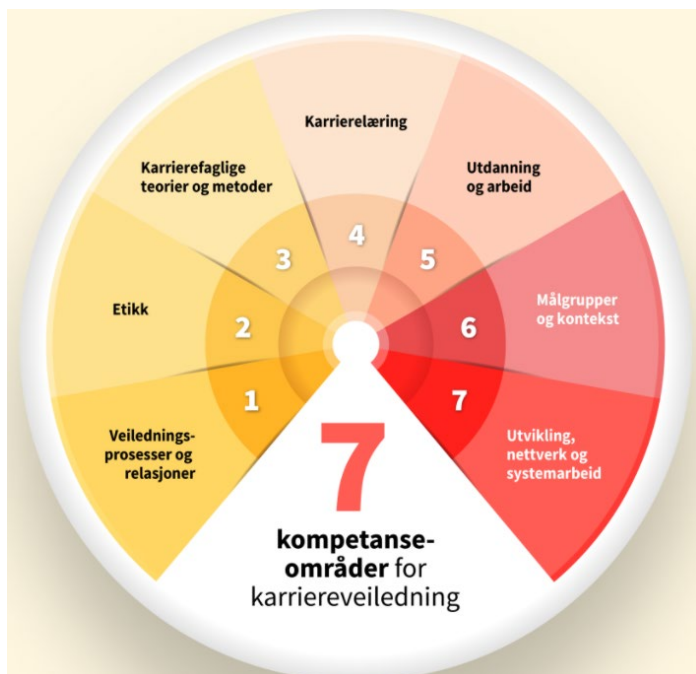 1
Veilednings-
prosesser og
relasjoner
2
Etikk
3
Karrierefaglige
teorier og metoder
4
Karrierelæring
5
Utdanning
og arbeid
6
Målgrupper
og kontekst
7
Utvikling,
nettverk og
systemarbeid
7
kompetanse-
områder for
karriereveiledning